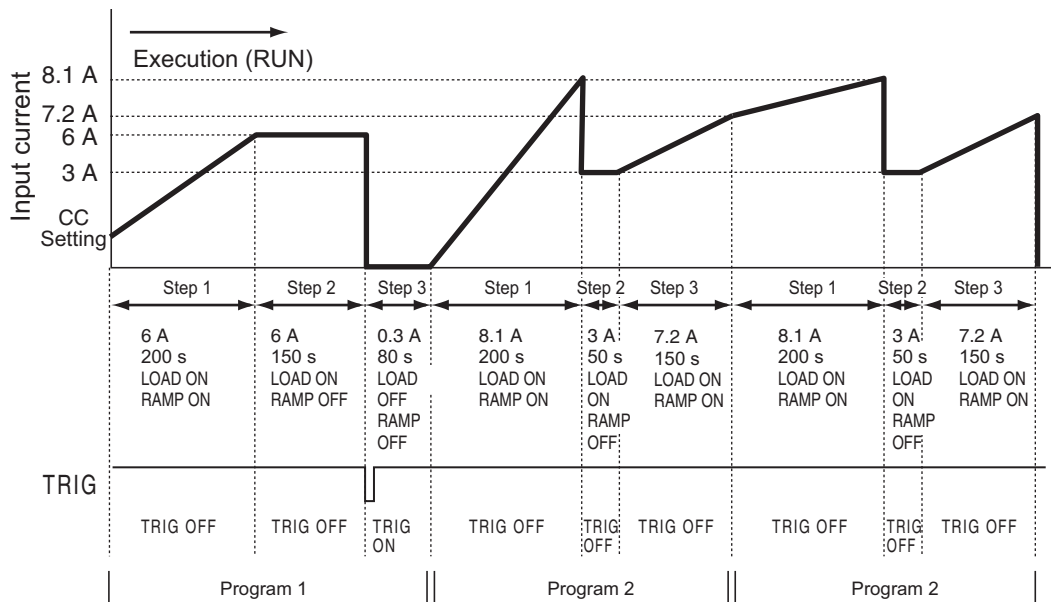 Execution (RUN)
Input current
8.1 A
7.2 A
6 A
3 A
CC
Setting
Step 1
Step 2
Step 3
Step 1
Step 2
Step 3
Step 1
Step 2
Step 3
6 A
200 s
LOAD ON
RAMP ON
6 A
150 s
LOAD ON
RAMP OFF
0.3 A
80 s
LOAD
OFF
RAMP
OFF
8.1 A
200 s
LOAD ON
RAMP ON
3 A
50 s
LOAD
ON
RAMP
OFF
7.2 A
150 s
LOAD ON
RAMP ON
8.1 A
200 s
LOAD ON
RAMP ON
3 A
50 s
LOAD
ON
RAMP
OFF
7.2 A
150 s
LOAD ON
RAMP ON
TRIG
TRIG OFF
TRIG OFF
TRIG
ON
TRIG OFF
TRIG
OFF
TRIG OFF
TRIG OFF
TRIG
OFF
TRIG OFF
Program 1
Program 2
Program 2